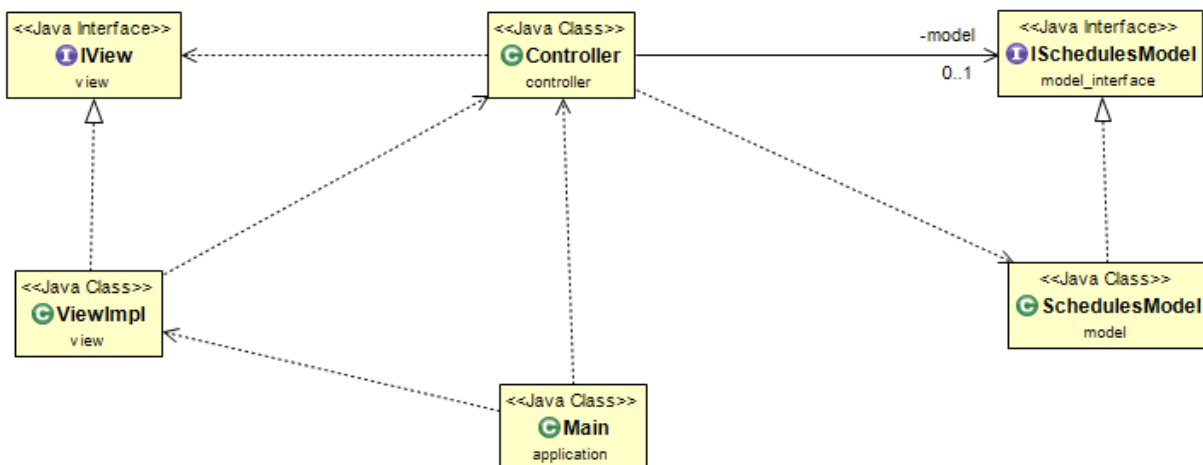 <<Java Interface>>
IView
view
<<Java Class>>
Controller
controller
-model
0..1
<<Java Interface>>
ISchedulesModel
model_interface
<<Java Class>>
ViewImpl
view
<<Java Class>>
SchedulesModel
model
<<Java Class>>
Main
application